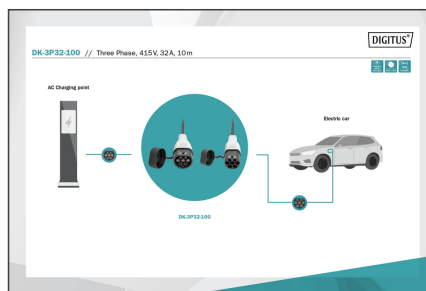 DIGITUS®
DK-3P32-100 // Three Phase, 415V, 32A, 10m
AC Charging point
Electric car
DK-3P32-100